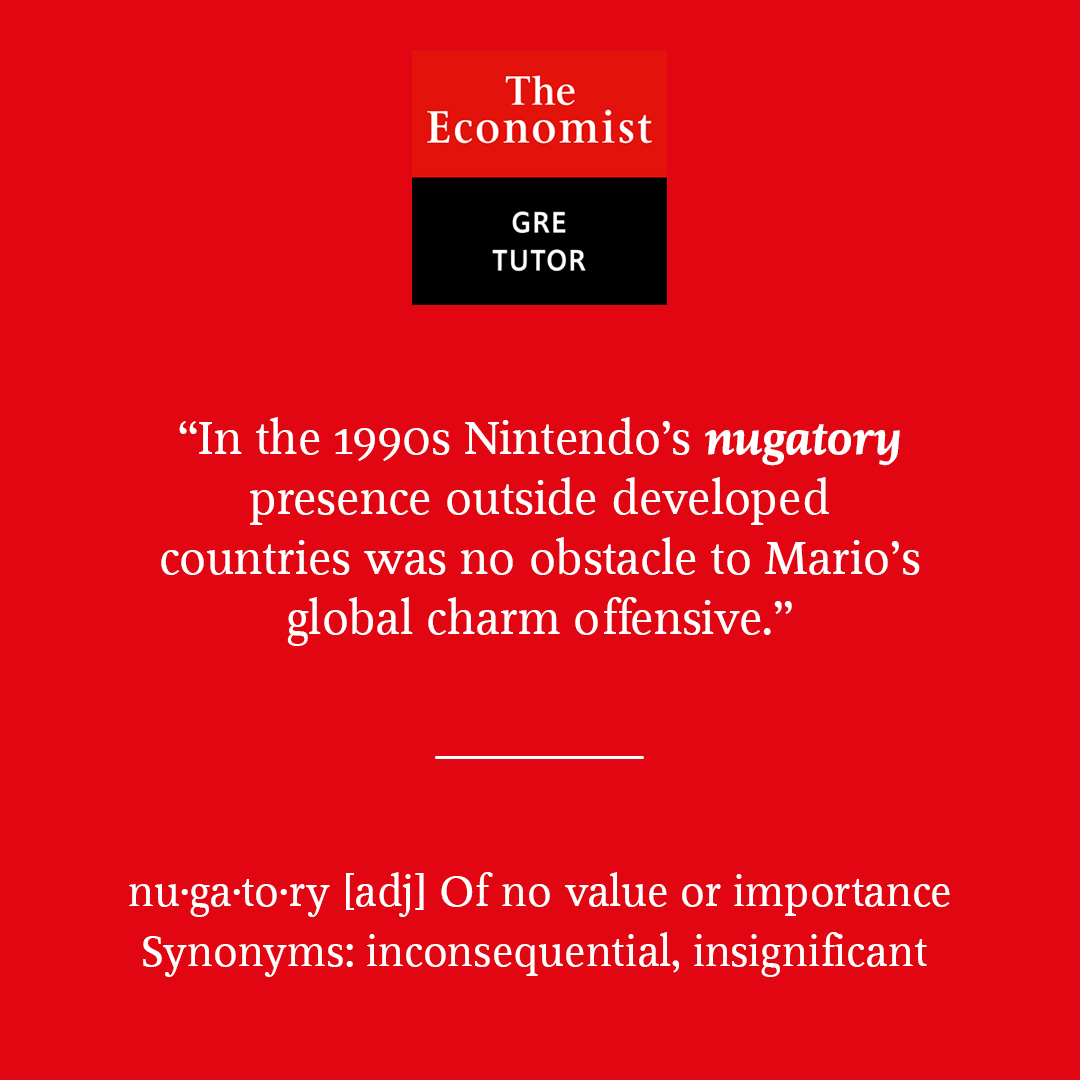 The
Economist
GRE
TUTOR
“In the 1990s Nintendo’s nugatory
presence outside developed
countries was no obstacle to Mario’s
global charm offensive.”
nu·ga·to·ry [adj] Of no value or importance
Synonyms: inconsequential, insignificant